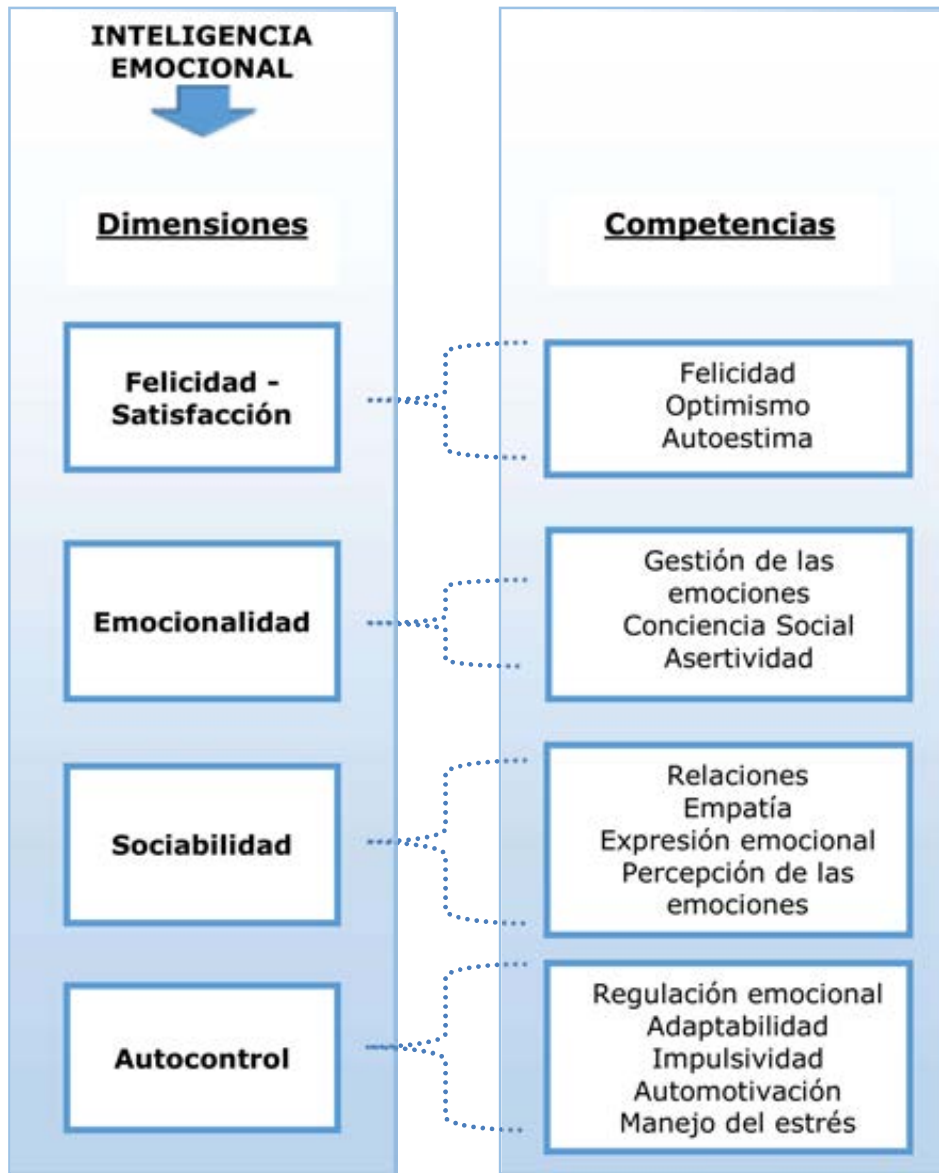 INTELIGENCIA
EMOCIONAL
Dimensiones
Competencias
Felicidad -
Satisfacción
Felicidad
Optimismo
Autoestima
Emocionalidad
Gestión de las
emociones
Conciencia Social
Asertividad
Sociabilidad
Relaciones
Empatía
Expresión emocional
Percepción de las
emociones
Autocontrol
Regulación emocional
Adaptabilidad
Impulsividad
Automotivación
Manejo del estrés